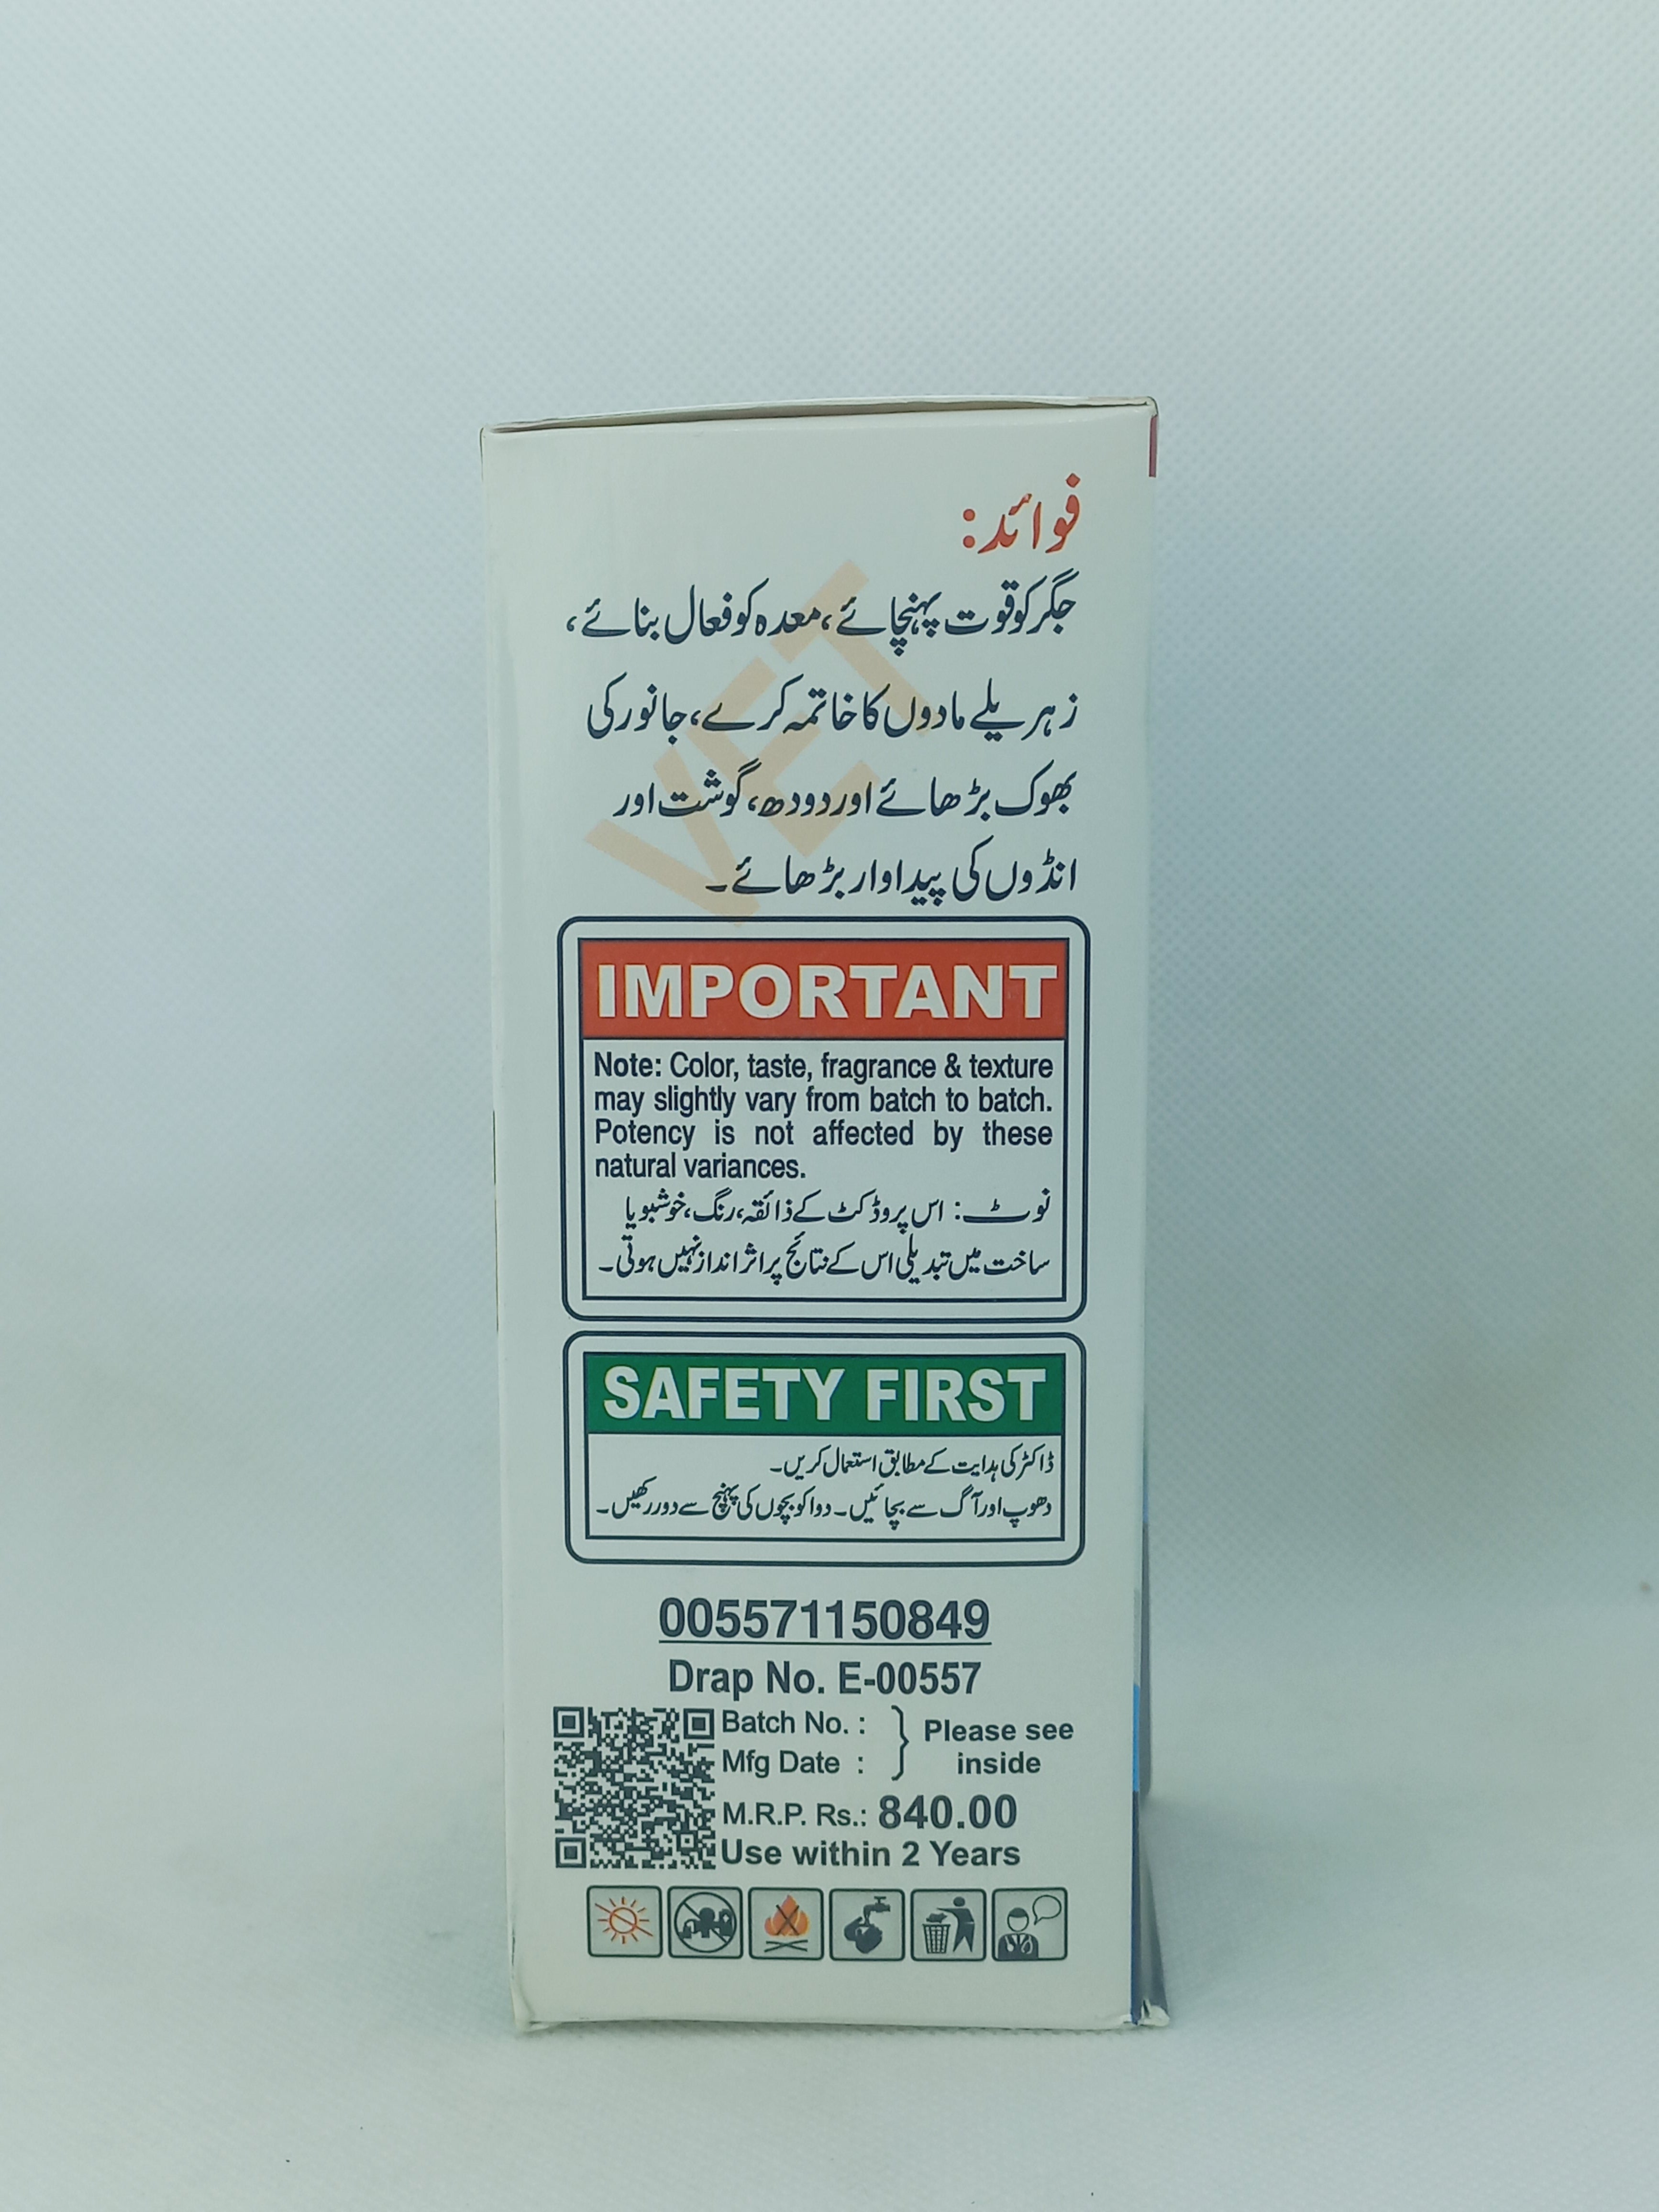 فوائد:
جگر کو قوت پہنچائے، معدہ کو فعال بنائے،
زہریلے مادوں کا خاتمہ کرے، جانور کی
بھوک بڑھائے اور دودھ، گوشت اور
انڈوں کی پیداوار بڑھائے۔
VET
IMPORTANT
Note: Color, taste, fragrance & texture
may slightly vary from batch to batch.
Potency is not affected by these
natural variances.
نوٹ: اس پروڈکٹ کے ذائقہ، رنگ، خوشبو یا
ساخت میں تبدیلی اس کے نتائج پر اثر انداز نہیں ہوتی۔
SAFETY FIRST
ڈاکٹر کی ہدایت کے مطابق استعمال کریں۔
دھوپ اور آگ سے بچائیں۔ دوا کو بچوں کی پہنچ سے دور رکھیں۔
005571150849
Drap No. E-00557
Batch No. : } Please see
Mfg Date : inside
M.R.P. Rs.: 840.00
Use within 2 Years